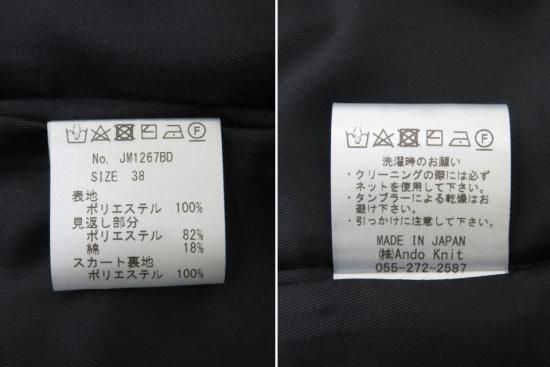 No. JM1267BD
SIZE 38
表地
ポリエステル 100%
見返し部分
ポリエステル 82%
綿 18%
スカート裏地
ポリエステル 100%
洗濯時のお願い
・クリーニングの際には必ず
ネットを使用して下さい。
・タンブラーによる乾燥はお
避け下さい。
・引っかけに注意して下さい。
MADE IN JAPAN
㈱Ando Knit
055-272-2587